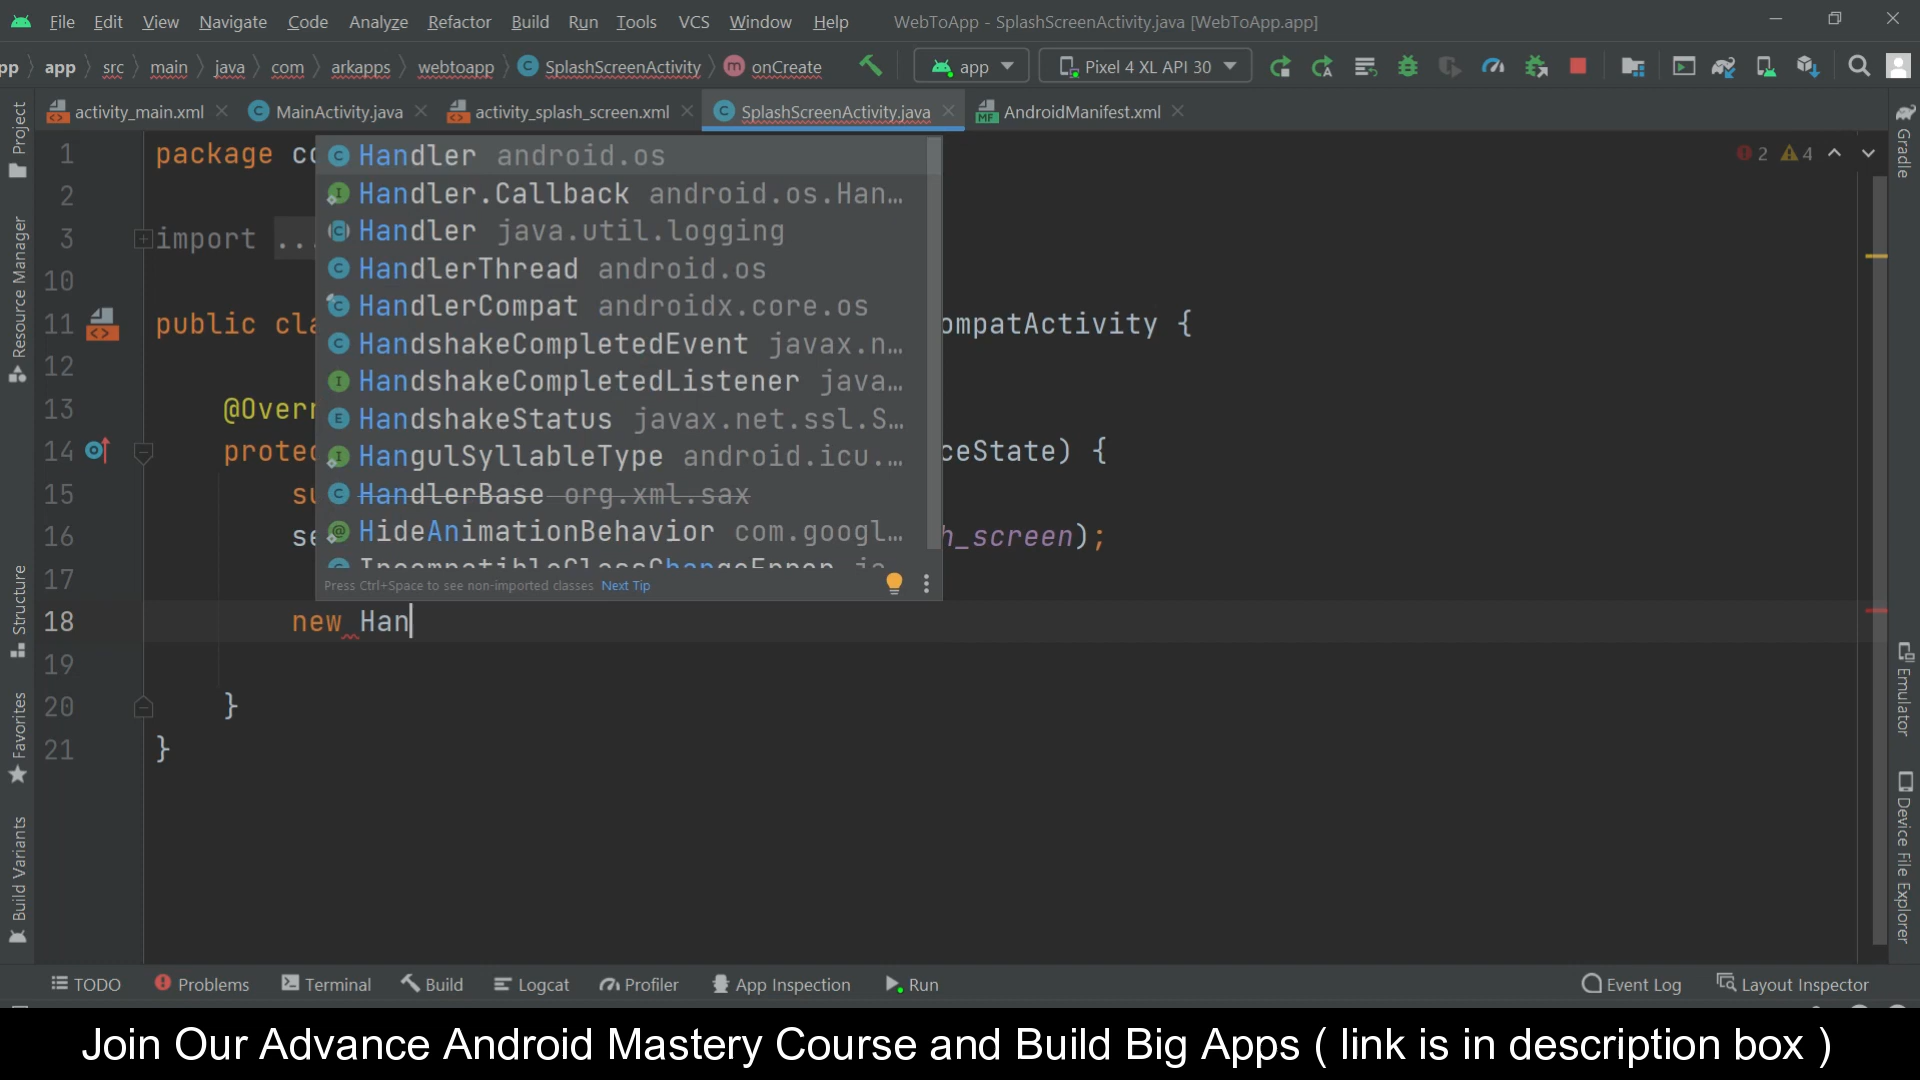 File Edit View Navigate Code Analyze Refactor Build Run Tools VCS Window Help WebToApp - SplashScreenActivity.java [WebToApp.app]
pp app src main java com arkapps webtoapp SplashScreenActivity onCreate app Pixel 4 XL API 30
activity_main.xml MainActivity.java activity_splash_screen.xml SplashScreenActivity.java AndroidManifest.xml
Project
Resource Manager
Structure
Favorites
Build Variants
1 package co
2
3 import ...
10
11 public cla ompatActivity {
12
13 @Overr
14 protec ceState) {
15 su
16 se h_screen);
17
18 new Han
19
20 }
21 }
2 4
Handler android.os
Handler.Callback android.os.Han…
Handler java.util.logging
HandlerThread android.os
HandlerCompat androidx.core.os
HandshakeCompletedEvent javax.n…
HandshakeCompletedListener java…
HandshakeStatus javax.net.ssl.S…
HangulSyllableType android.icu.…
HandlerBase org.xml.sax
HideAnimationBehavior com.googl…
IncompatibleClassChangeError ja…
Press Ctrl+Space to see non-imported classes Next Tip
Gradle
Emulator
Device File Explorer
TODO Problems Terminal Build Logcat Profiler App Inspection Run Event Log Layout Inspector
Join Our Advance Android Mastery Course and Build Big Apps ( link is in description box )